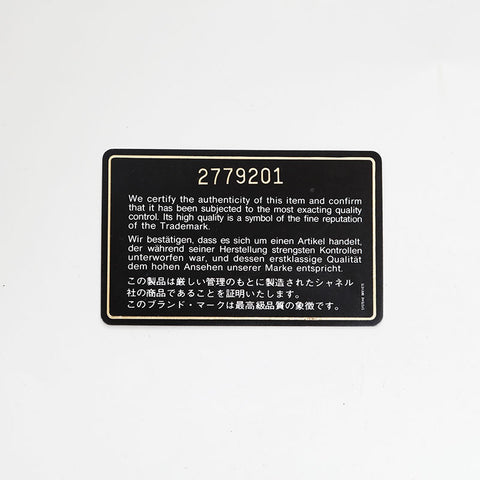 2779201
We certify the authenticity of this item and confirm
that it has been subjected to the most exacting quality
control. Its high quality is a symbol of the fine reputation
of the Trademark.
Wir bestätigen, dass es sich um einen Artikel handelt,
der während seiner Herstellung strengsten Kontrollen
unterworfen war, und dessen erstklassige Qualität
dem hohen Ansehen unserer Marke entspricht.
この製品は厳しい管理のもとに製造されたシャネル
社の商品であることを証明いたします。
このブランド・マークは最高級品質の象徴です。